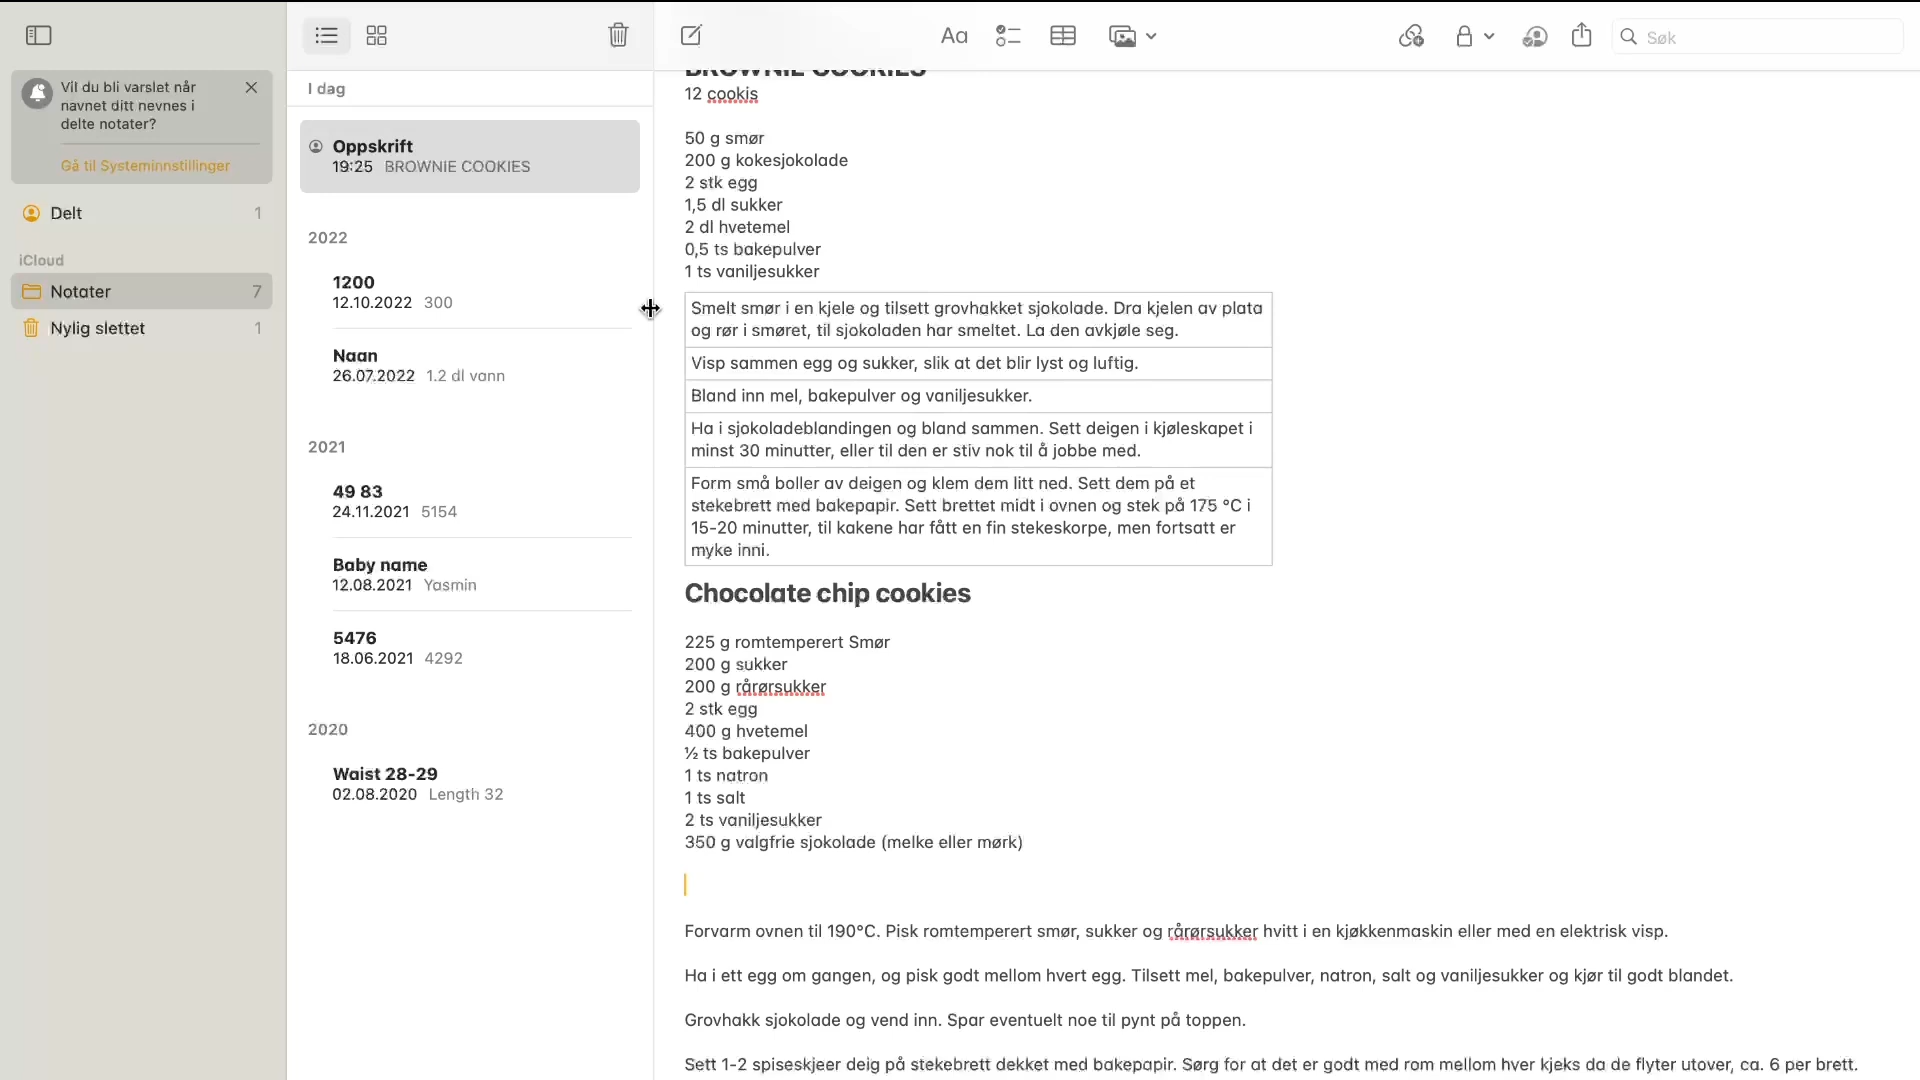 Vil du bli varslet når
navnet ditt nevnes i
delte notater?
Gå til Systeminnstillinger
Delt 1
iCloud
Notater 7
Nylig slettet 1
I dag
Oppskrift
19:25 BROWNIE COOKIES
2022
1200
12.10.2022 300
Naan
26.07.2022 1.2 dl vann
2021
49 83
24.11.2021 5154
Baby name
12.08.2021 Yasmin
5476
18.06.2021 4292
2020
Waist 28-29
02.08.2020 Length 32
Aa
Søk
BROWNIE COOKIES
12 cookis
50 g smør
200 g kokesjokolade
2 stk egg
1,5 dl sukker
2 dl hvetemel
0,5 ts bakepulver
1 ts vaniljesukker
Smelt smør i en kjele og tilsett grovhakket sjokolade. Dra kjelen av plata
og rør i smøret, til sjokoladen har smeltet. La den avkjøle seg.
Visp sammen egg og sukker, slik at det blir lyst og luftig.
Bland inn mel, bakepulver og vaniljesukker.
Ha i sjokoladeblandingen og bland sammen. Sett deigen i kjøleskapet i
minst 30 minutter, eller til den er stiv nok til å jobbe med.
Form små boller av deigen og klem dem litt ned. Sett dem på et
stekebrett med bakepapir. Sett brettet midt i ovnen og stek på 175 °C i
15-20 minutter, til kakene har fått en fin stekeskorpe, men fortsatt er
myke inni.
Chocolate chip cookies
225 g romtemperert Smør
200 g sukker
200 g rårørsukker
2 stk egg
400 g hvetemel
½ ts bakepulver
1 ts natron
1 ts salt
2 ts vaniljesukker
350 g valgfrie sjokolade (melke eller mørk)
Forvarm ovnen til 190°C. Pisk romtemperert smør, sukker og rårørsukker hvitt i en kjøkkenmaskin eller med en elektrisk visp.
Ha i ett egg om gangen, og pisk godt mellom hvert egg. Tilsett mel, bakepulver, natron, salt og vaniljesukker og kjør til godt blandet.
Grovhakk sjokolade og vend inn. Spar eventuelt noe til pynt på toppen.
Sett 1-2 spiseskjeer deig på stekebrett dekket med bakepapir. Sørg for at det er godt med rom mellom hver kjeks da de flyter utover, ca. 6 per brett.